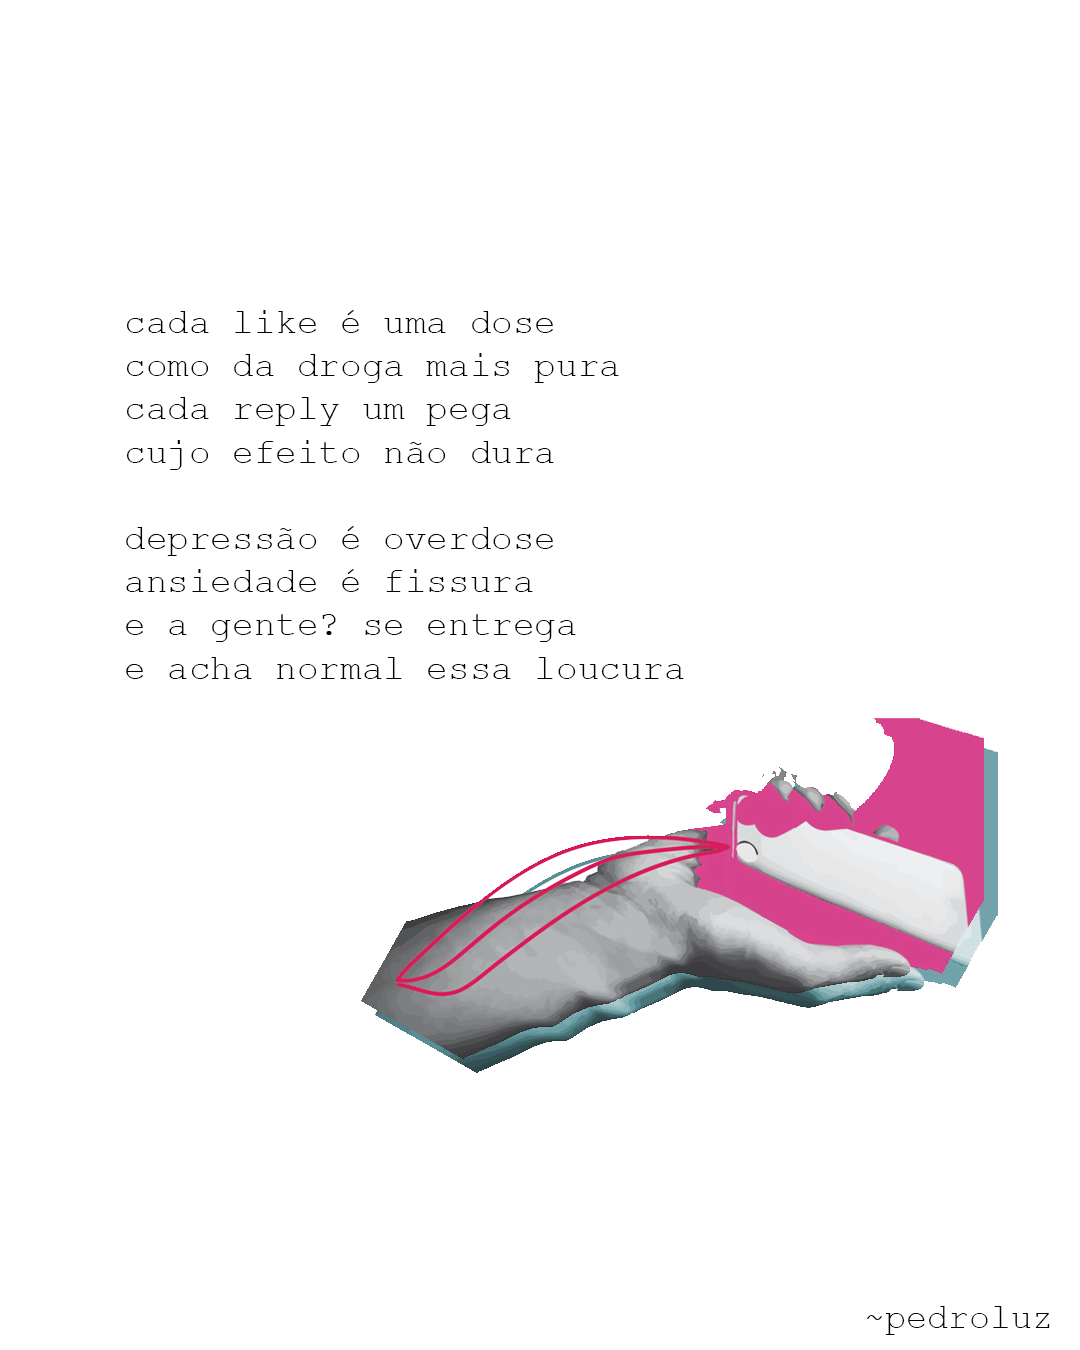 cada like é uma dose
como da droga mais pura
cada reply um pega
cujo efeito não dura
depressão é overdose
ansiedade é fissura
e a gente? se entrega
e acha normal essa loucura
~pedroluz